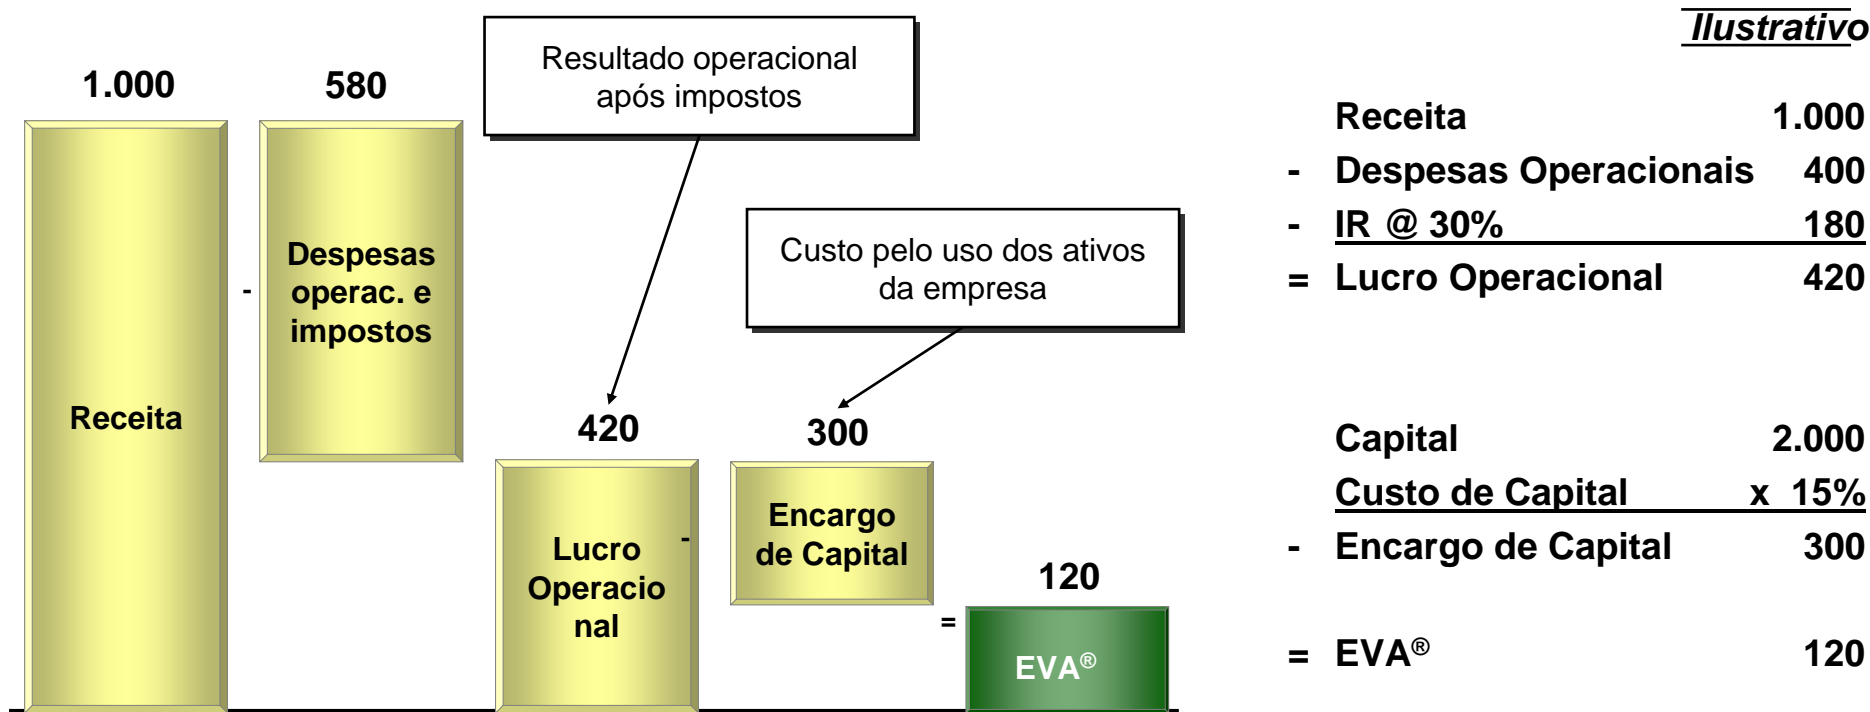 Ilustrativo
1.000
580
Resultado operacional
após impostos
Receita
-
Despesas
operac. e
impostos
Custo pelo uso dos ativos
da empresa
420
300
Lucro
Operacio
nal
-
Encargo
de Capital
=
120
EVA®
Receita 1.000
- Despesas Operacionais 400
- IR @ 30% 180
= Lucro Operacional 420
Capital 2.000
Custo de Capital x 15%
- Encargo de Capital 300
= EVA® 120